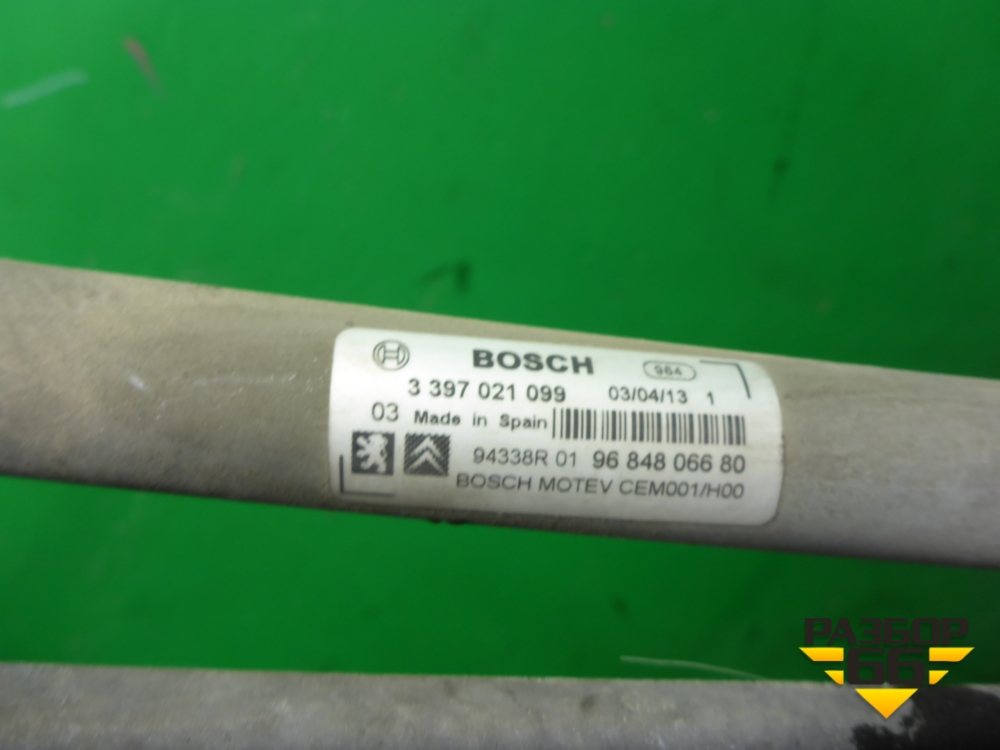 BOSCH 964
3 397 021 099 03/04/13 1
03 Made in Spain
94338R 01 96 848 066 80
BOSCH MOTEV CEM001/H00
РАЗБОР
66